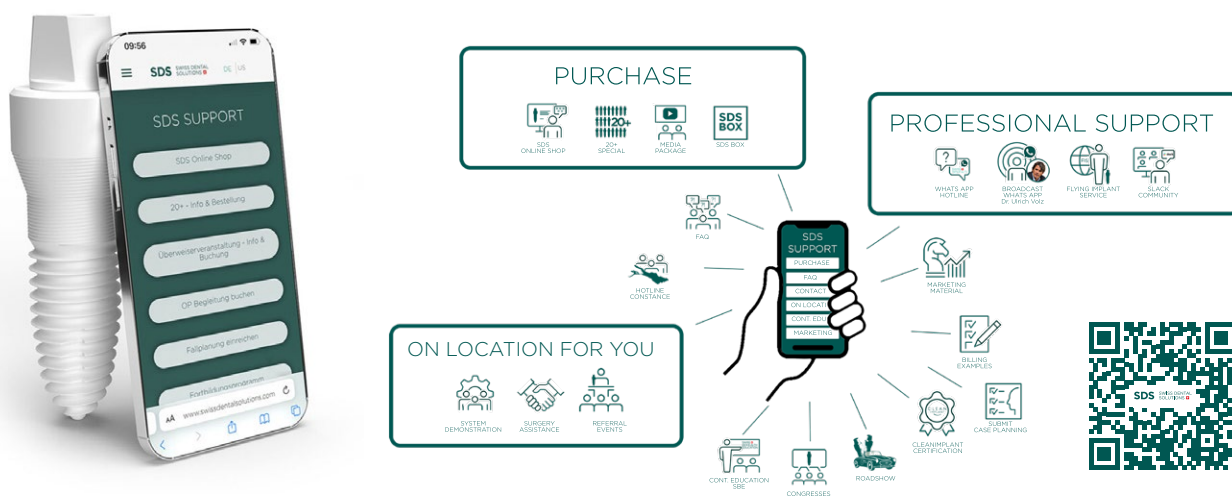 09:56
SDS SWISS DENTAL
SOLUTIONS
DE | US
SDS SUPPORT
SDS Online Shop
20+ - Info & Bestellung
Überweiserveranstaltung - Info &
Buchung
OP Begleitung buchen
Fallplanung einreichen
Fortbildungsprogramm
AA www.swissdentalsolutions.com
PURCHASE
SDS
ONLINE SHOP
20+
20+
SPECIAL
MEDIA
PACKAGE
SDS
BOX
SDS BOX
PROFESSIONAL SUPPORT
WHATS APP
HOTLINE
BROADCAST
WHATS APP
Dr. Ulrich Volz
FLYING IMPLANT
SERVICE
SLACK
COMMUNITY
FAQ
HOTLINE
CONSTANCE
SDS
SUPPORT
PURCHASE
FAQ
CONTACT
ON LOCATI
CONT. EDU
MARKETING
MARKETING
MATERIAL
BILLING
EXAMPLES
SUBMIT
CASE PLANNING
CLEAN
CLEANIMPLANT
CERTIFICATION
ROADSHOW
CONGRESSES
CONT. EDUCATION
SBE
ON LOCATION FOR YOU
SYSTEM
DEMONSTRATION
SURGERY
ASSISTANCE
REFERRAL
EVENTS
SDS SWISS DENTAL
SOLUTIONS